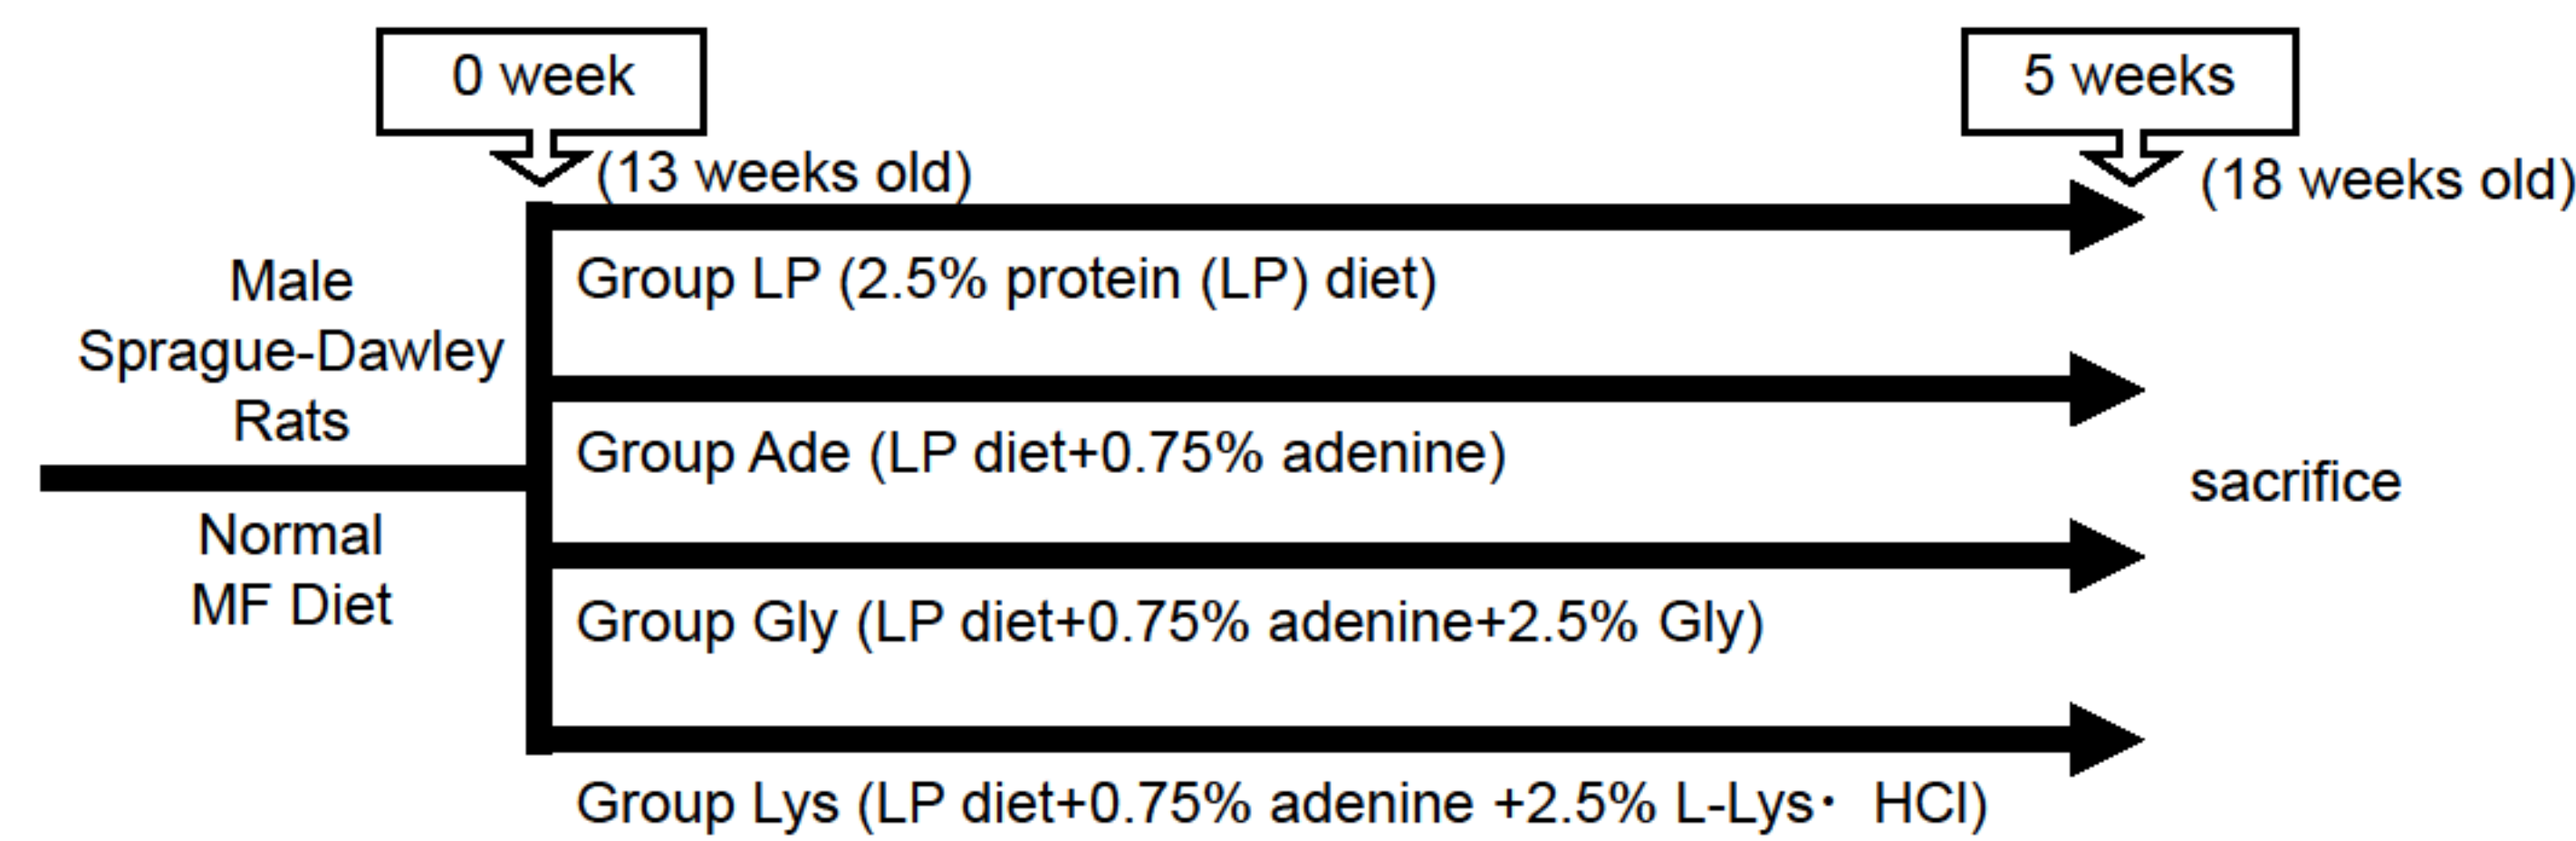 0 week
5 weeks
(13 weeks old)
(18 weeks old)
Male
Sprague-Dawley
Rats
Normal
MF Diet
Group LP (2.5% protein (LP) diet)
Group Ade (LP diet+0.75% adenine)
Group Gly (LP diet+0.75% adenine+2.5% Gly)
Group Lys (LP diet+0.75% adenine +2.5% L-Lys・ HCl)
sacrifice